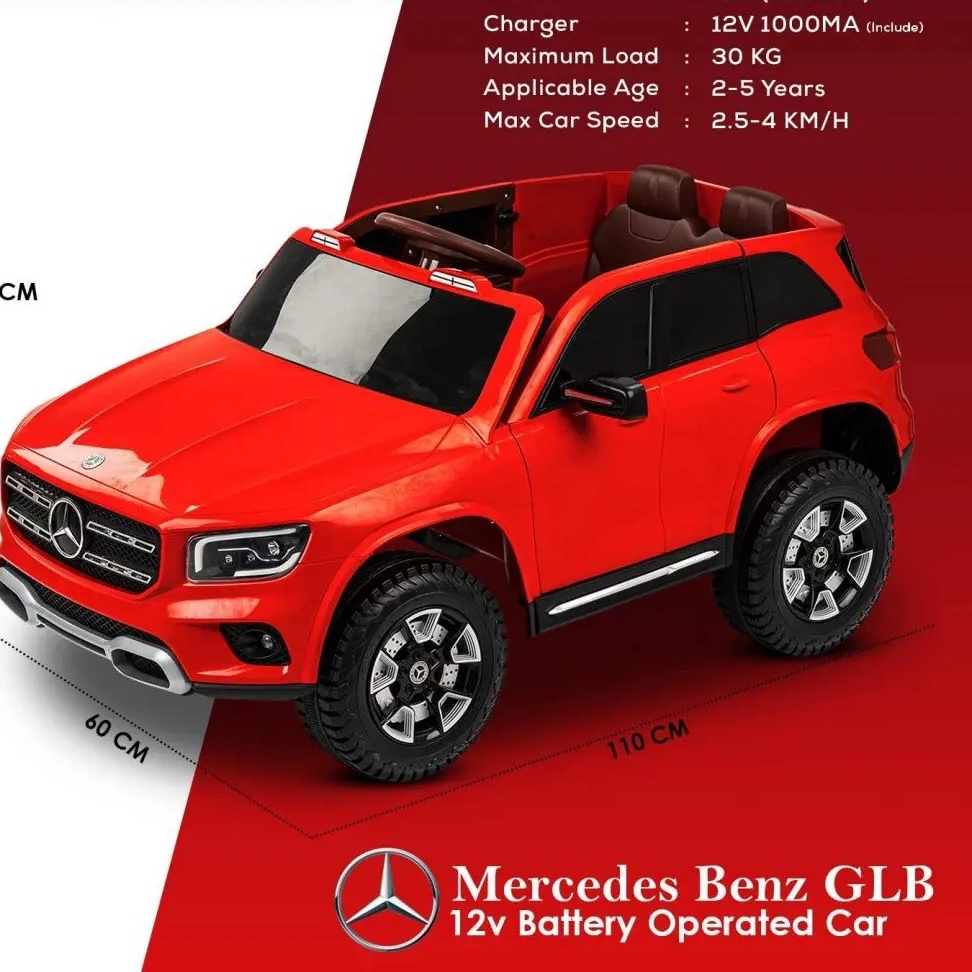 Charger : 12V 1000MA (Include)
Maximum Load : 30 KG
Applicable Age : 2-5 Years
Max Car Speed : 2.5-4 KM/H
CM
60 CM
110 CM
Mercedes Benz GLB
12v Battery Operated Car